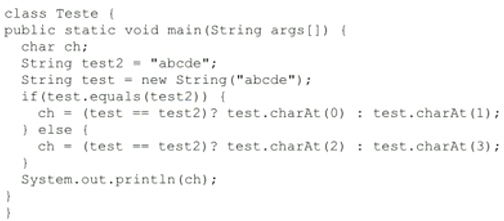 class Teste {
public static void main(String args[]) {
  char ch;
  String test2 = "abcde";
  String test = new String("abcde");
  if(test.equals(test2)) {
    ch = (test == test2)? test.charAt(0) : test.charAt(1);
  } else {
    ch = (test == test2)? test.charAt(2) : test.charAt(3);
  }
  System.out.println(ch);
}
}